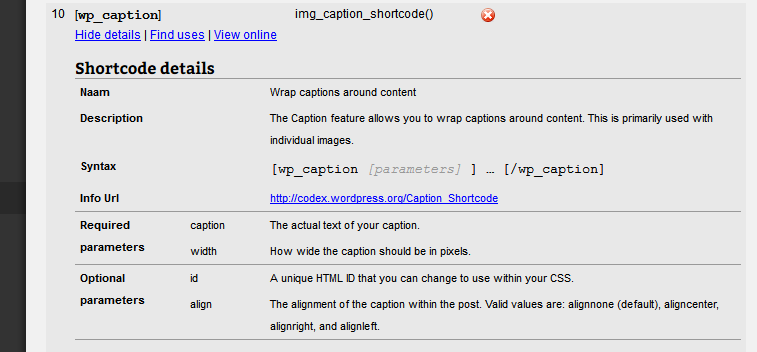 10 [wp_caption] img_caption_shortcode()
Hide details | Find uses | View online
Shortcode details
Naam Wrap captions around content
Description The Caption feature allows you to wrap captions around content. This is primarily used with
individual images.
Syntax [wp_caption [parameters] ] … [/wp_caption]
Info Url http://codex.wordpress.org/Caption_Shortcode
Required caption The actual text of your caption.
parameters width How wide the caption should be in pixels.
Optional id A unique HTML ID that you can change to use within your CSS.
parameters align The alignment of the caption within the post. Valid values are: alignnone (default), aligncenter,
alignright, and alignleft.